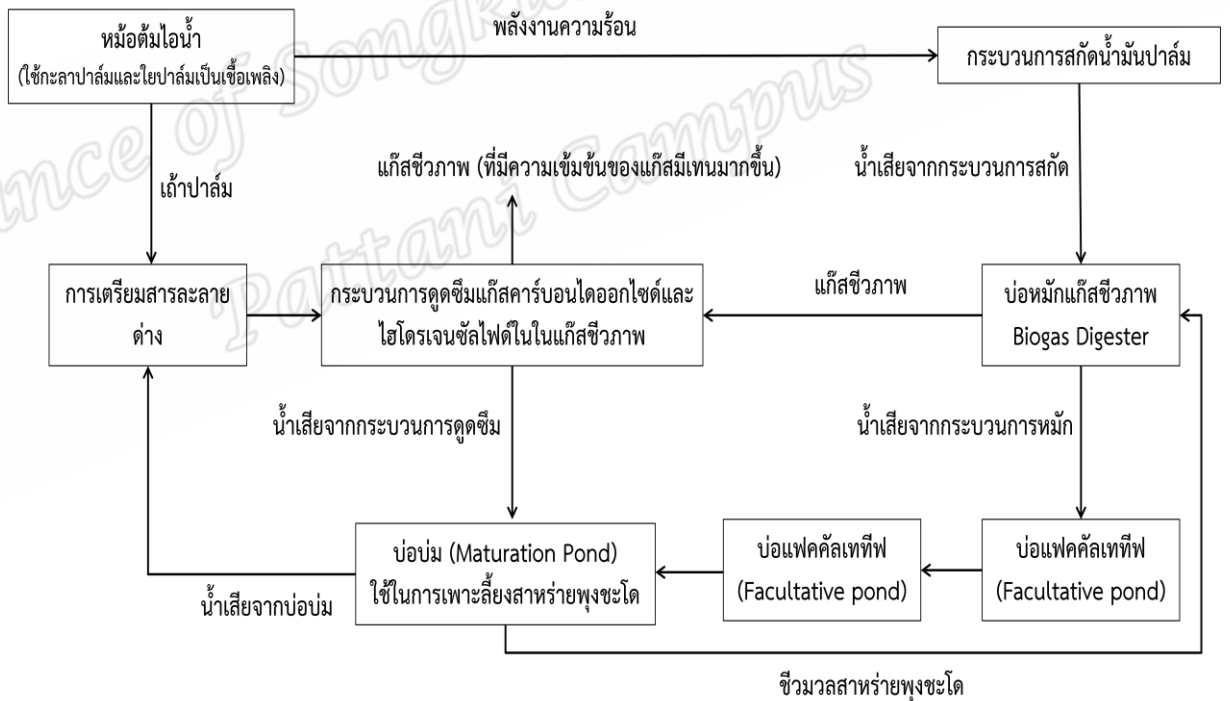 พลังงานความร้อน
หม้อต้มไอน้ำ
(ใช้กะลาปาล์มและใยปาล์มเป็นเชื้อเพลิง)
กระบวนการสกัดน้ำมันปาล์ม
แก๊สชีวภาพ (ที่มีความเข้มข้นของแก๊สมีเทนมากขึ้น)
น้ำเสียจากกระบวนการสกัด
เถ้าปาล์ม
การเตรียมสารละลาย
ด่าง
กระบวนการดูดซึมแก๊สคาร์บอนไดออกไซด์และ
ไฮโดรเจนซัลไฟด์ในในแก๊สชีวภาพ
แก๊สชีวภาพ
บ่อหมักแก๊สชีวภาพ
Biogas Digester
น้ำเสียจากกระบวนการดูดซึม
น้ำเสียจากกระบวนการหมัก
บ่อบ่ม (Maturation Pond)
ใช้ในการเพาะลี้ยงสาหร่ายพุงชะโด
บ่อแฟคคัลเททีฟ
(Facultative pond)
บ่อแฟคคัลเททีฟ
(Facultative pond)
น้ำเสียจากบ่อบ่ม
ชีวมวลสาหร่ายพุงชะโด
Pattani Campus